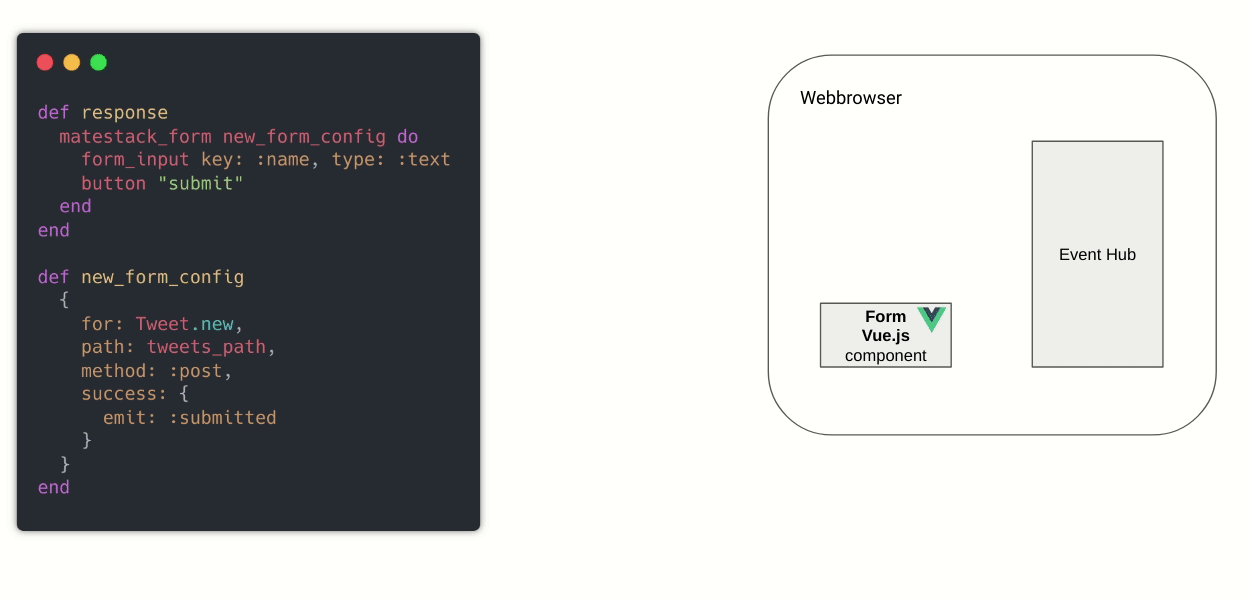 def response
  matestack_form new_form_config do
    form_input key: :name, type: :text
    button "submit"
  end
end

def new_form_config
  {
    for: Tweet.new,
    path: tweets_path,
    method: :post,
    success: {
      emit: :submitted
    }
  }
end
Webbrowser
Event Hub
Form
Vue.js
component